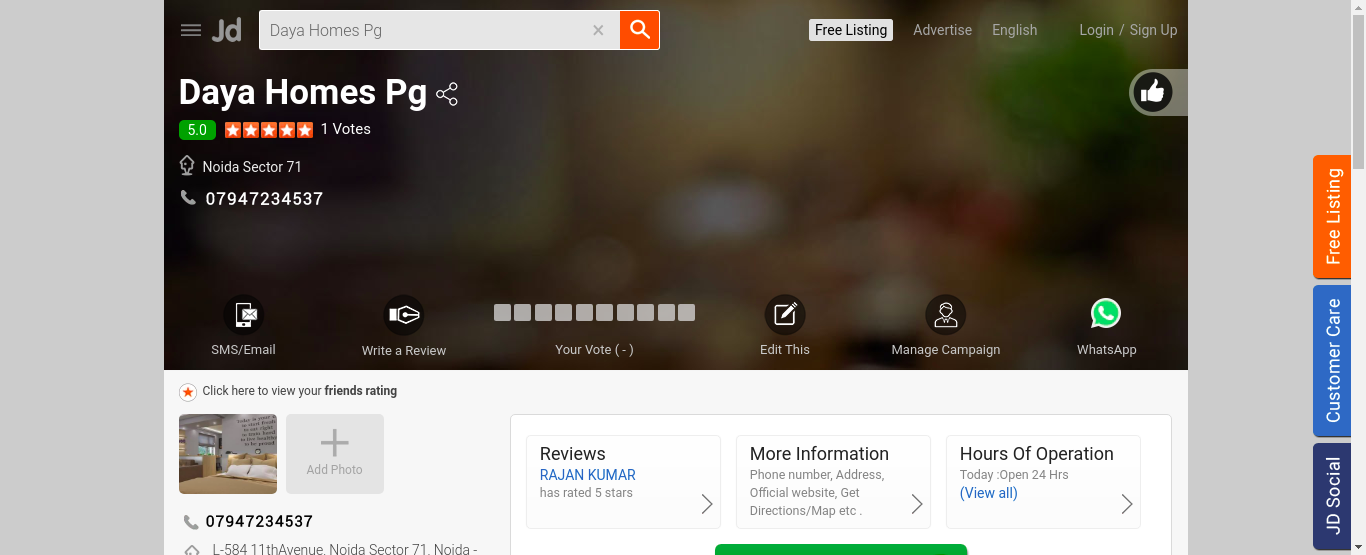 Jd
Daya Homes Pg
Free Listing
Advertise
English
Login / Sign Up
Daya Homes Pg
5.0
1 Votes
Noida Sector 71
07947234537
SMS/Email
Write a Review
Your Vote ( - )
Edit This
Manage Campaign
WhatsApp
Free Listing
Customer Care
JD Social
Click here to view your friends rating
Add Photo
07947234537
L-584 11thAvenue, Noida Sector 71, Noida -
Reviews
RAJAN KUMAR
has rated 5 stars
More Information
Phone number, Address,
Official website, Get
Directions/Map etc .
Hours Of Operation
Today :Open 24 Hrs
(View all)